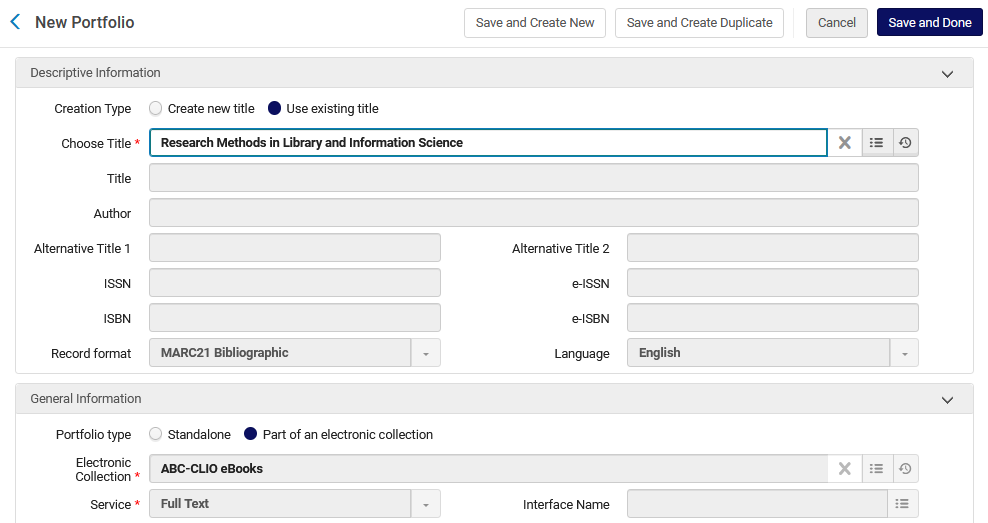 New Portfolio
Save and Create New
Save and Create Duplicate
Cancel
Save and Done
Descriptive Information
Creation Type
Create new title
Use existing title
Choose Title *
Research Methods in Library and Information Science
Title
Author
Alternative Title 1
Alternative Title 2
ISSN
e-ISSN
ISBN
e-ISBN
Record format
MARC21 Bibliographic
Language
English
General Information
Portfolio type
Standalone
Part of an electronic collection
Electronic
Collection *
ABC-CLIO eBooks
Service *
Full Text
Interface Name